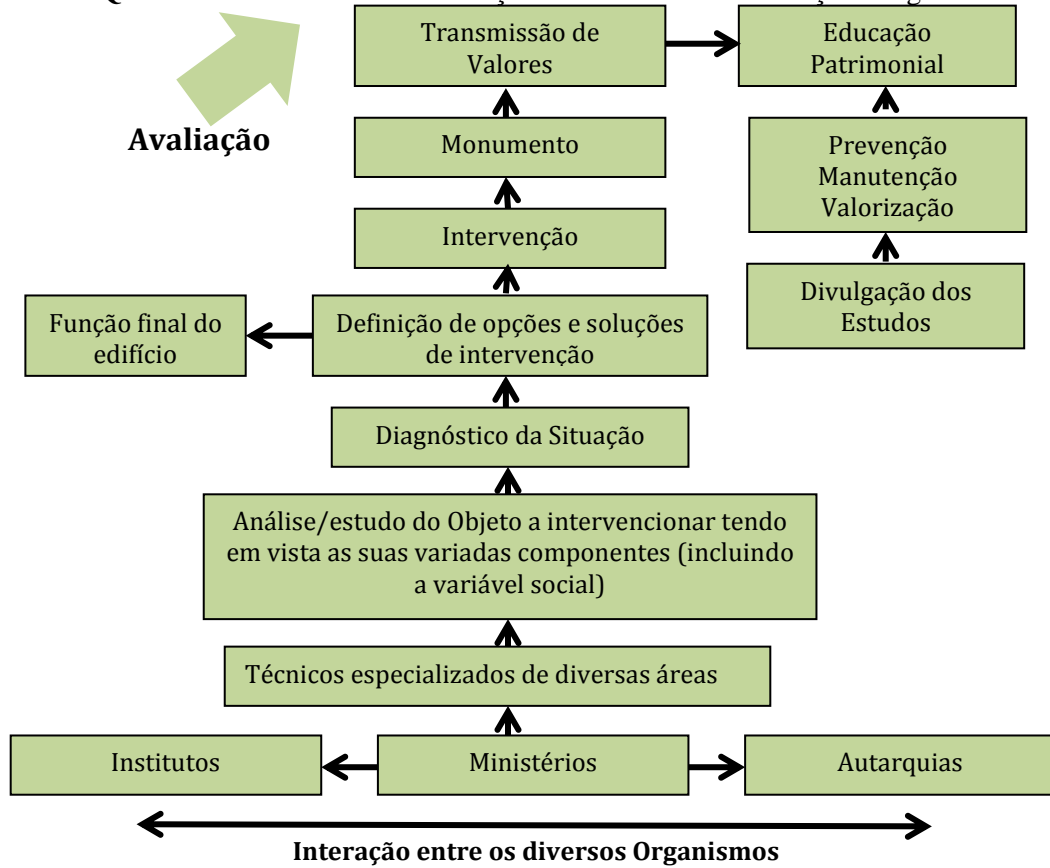 Transmissão de
Valores
Educação
Patrimonial
Avaliação
Monumento
Prevenção
Manutenção
Valorização
Intervenção
Divulgação dos
Estudos
Função final do
edifício
Definição de opções e soluções
de intervenção
Diagnóstico da Situação
Análise/estudo do Objeto a intervencionar tendo
em vista as suas variadas componentes (incluindo
a variável social)
Técnicos especializados de diversas áreas
Institutos
Ministérios
Autarquias
Interação entre os diversos Organismos